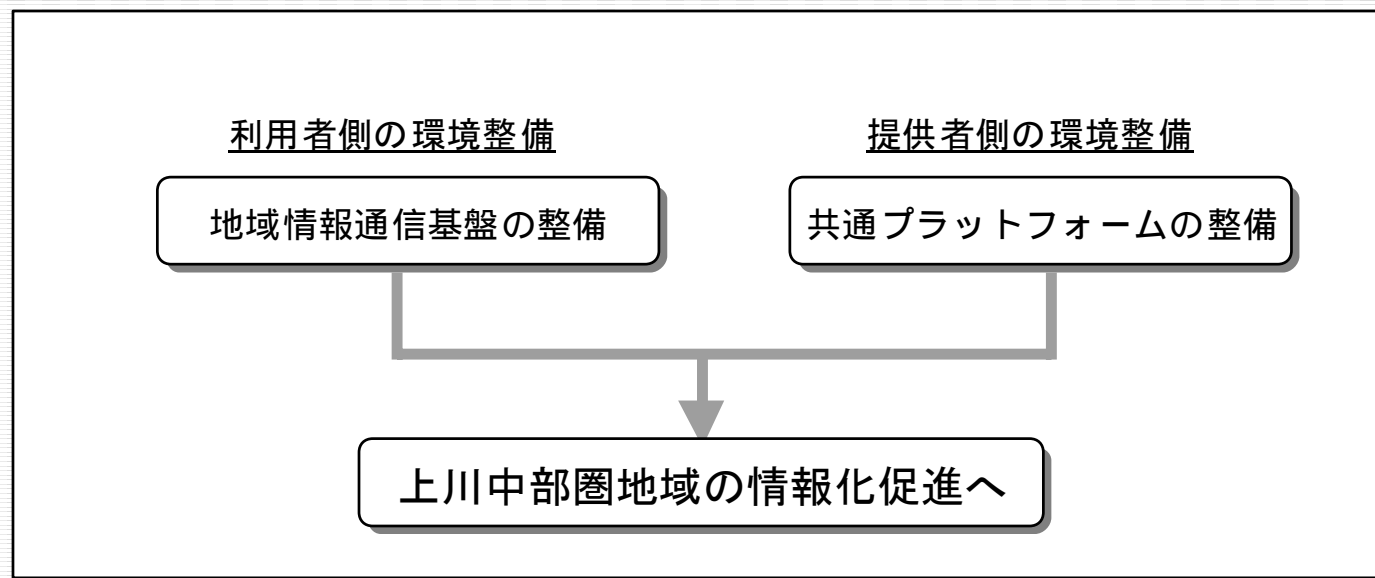 利用者側の環境整備
提供者側の環境整備
地域情報通信基盤の整備
共通プラットフォームの整備
上川中部圏地域の情報化促進へ